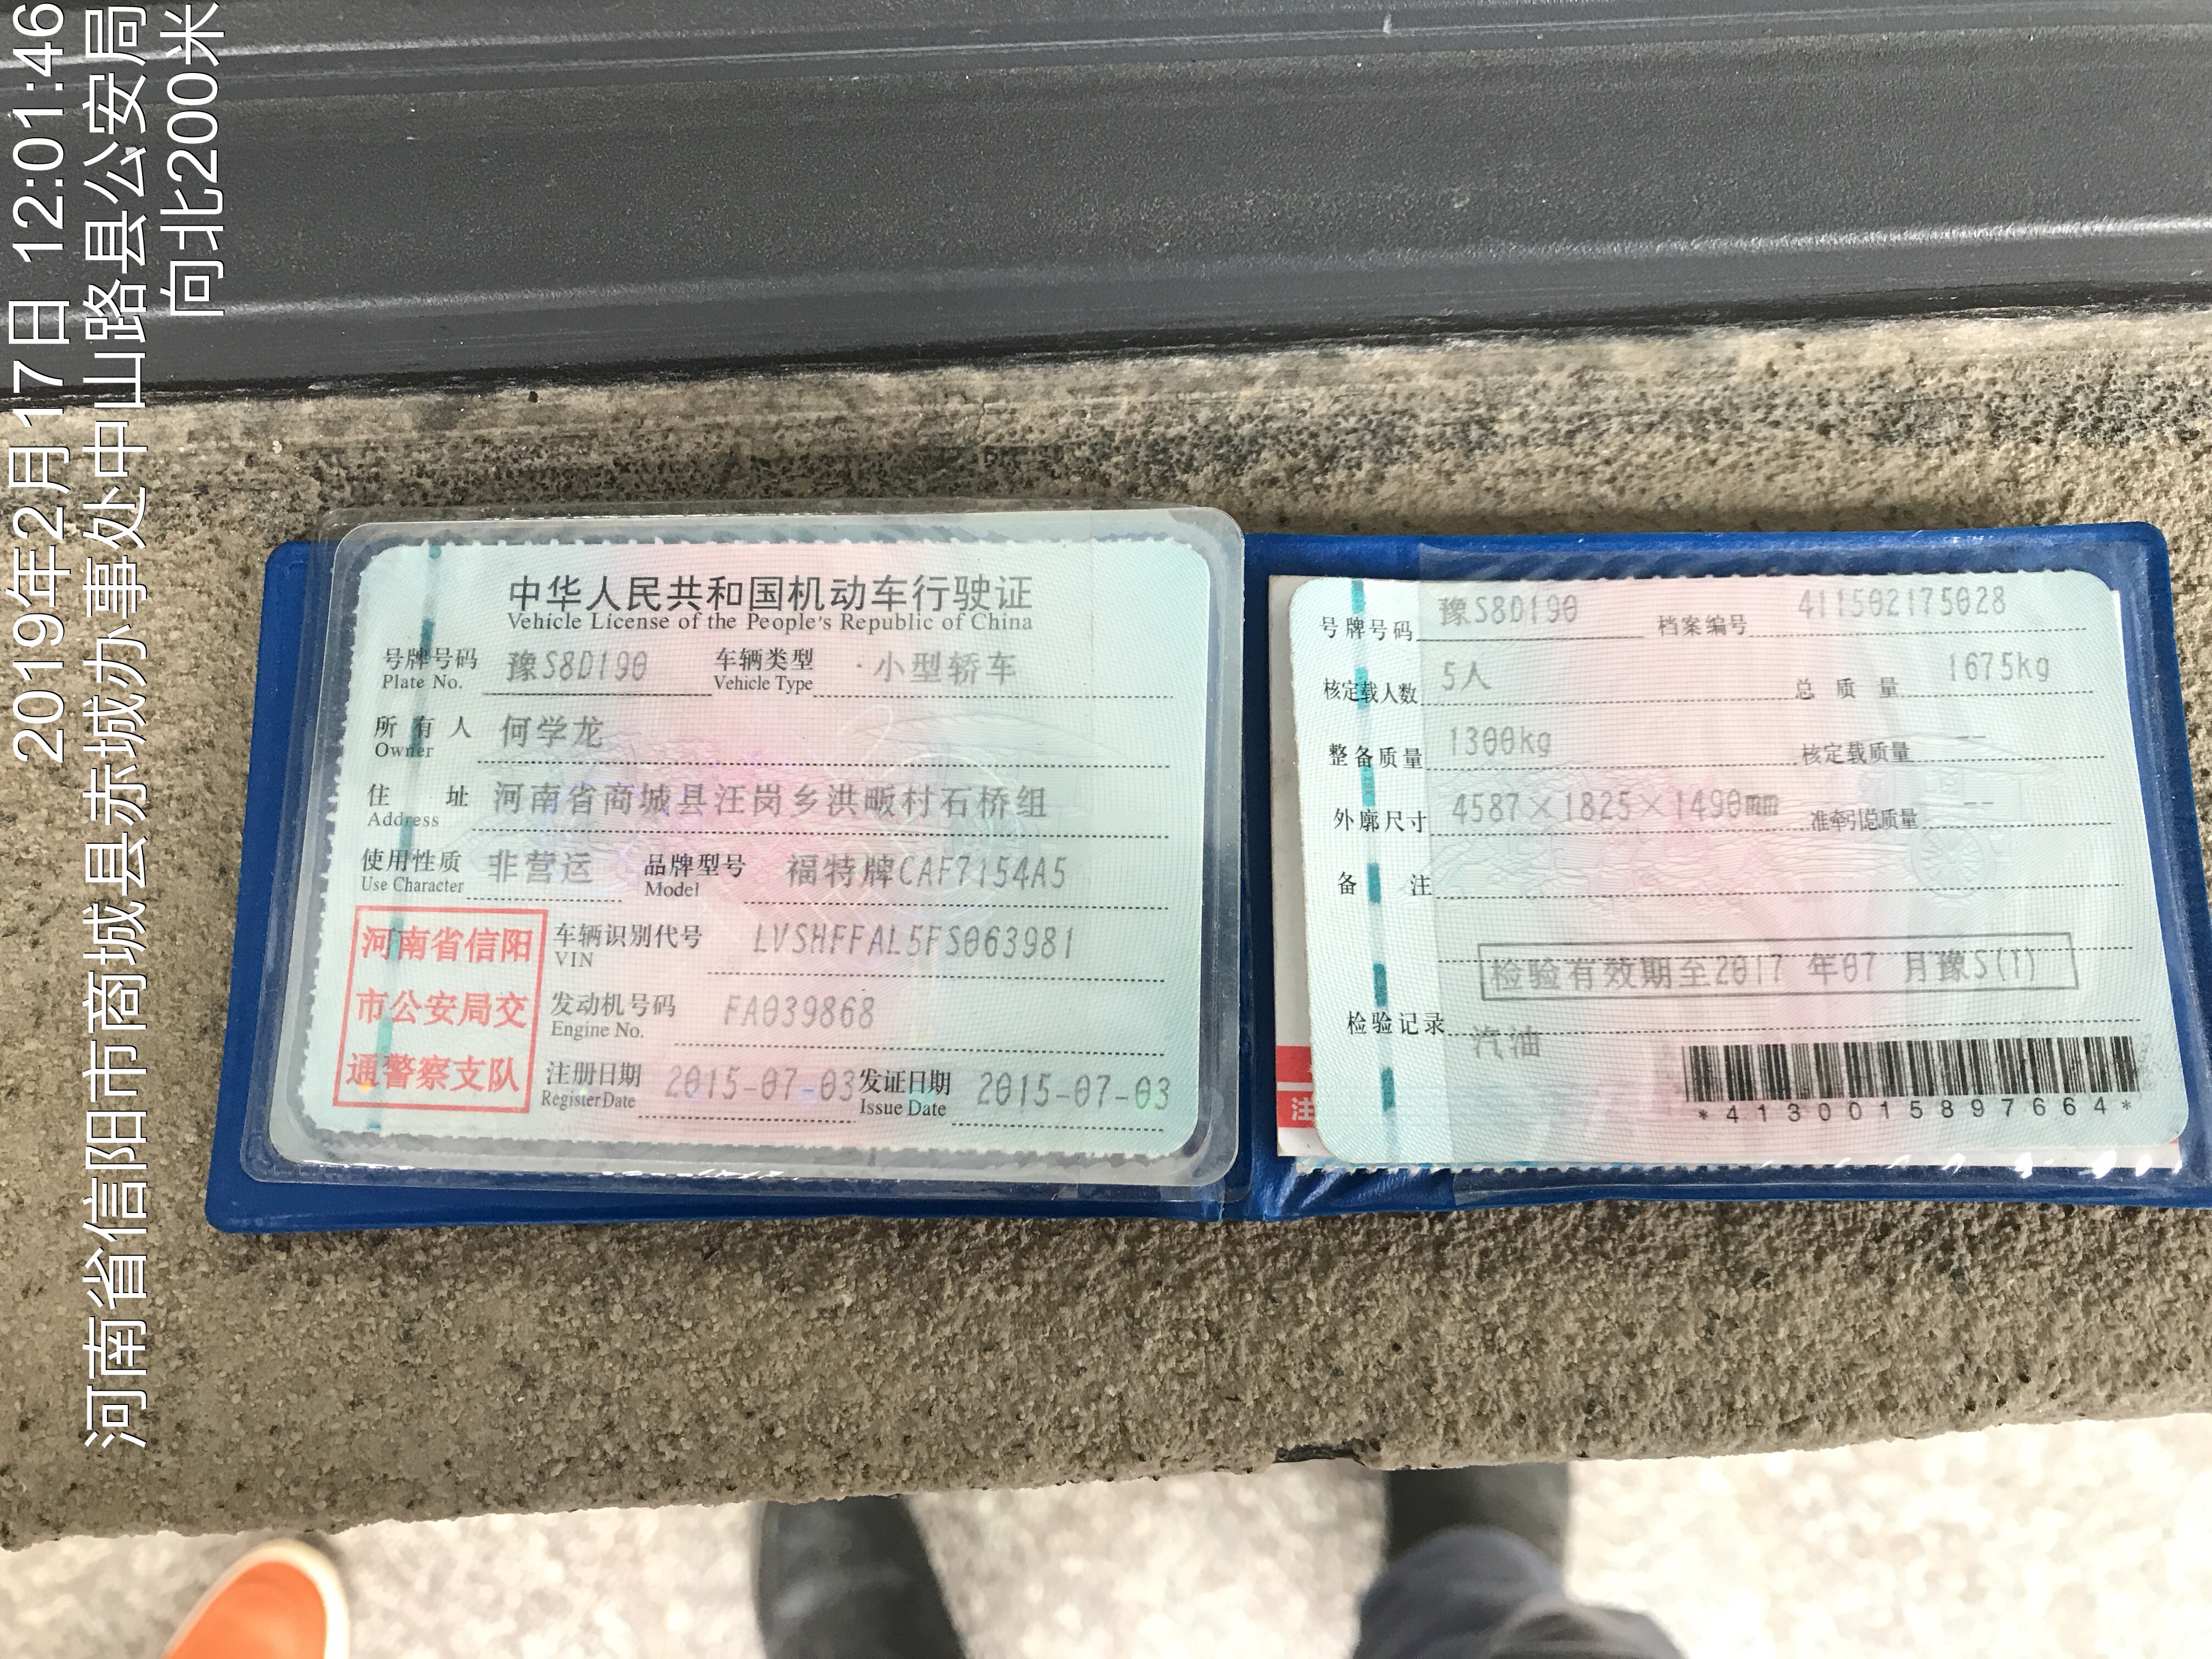 2019年2月17日 12:01:46
河南省信阳市商城县赤城办事处中山路县公安局
向北200米
中华人民共和国机动车行驶证
Vehicle License of the People's Republic of China
号牌号码 豫S8D190 车辆类型 小型轿车
Plate No. Vehicle Type
所有人 何学龙
Owner
住址 河南省商城县汪岗乡洪畈村石桥组
Address
使用性质 非营运 品牌型号 福特牌CAF7154A5
Use Character Model
河南省信阳
市公安局交
通警察支队
车辆识别代号 LVSHFFAL5FS063981
VIN
发动机号码 FA039868
Engine No.
注册日期 2015-07-03 发证日期 2015-07-03
Register Date Issue Date
号牌号码 豫S8D190 档案编号 411502175028
核定载人数 5人 总质量 1675kg
整备质量 1300kg 核定载质量 --
外廓尺寸 4587×1825×1490mm 准牵引总质量 --
备注
检验有效期至2017 年07 月豫S(1)
检验记录
汽油
*4130015897664*
注